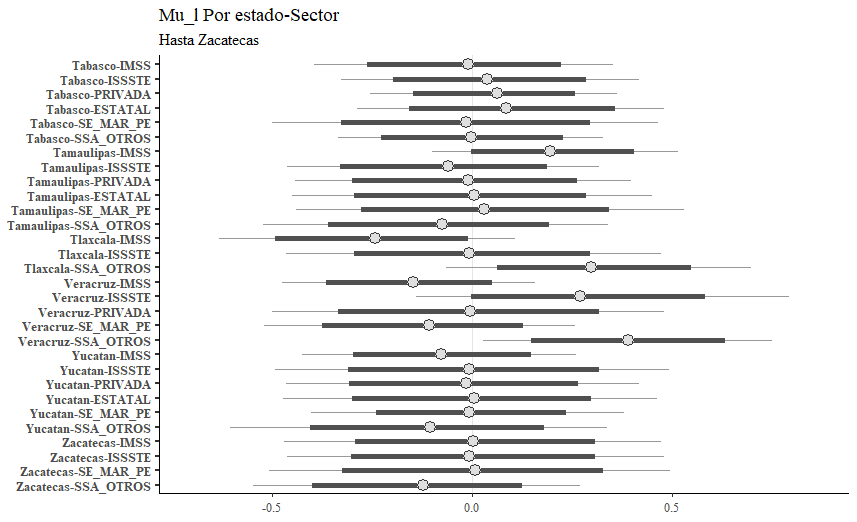 Mu_l Por estado-Sector
Hasta Zacatecas
Tabasco-IMSS
Tabasco-ISSSTE
Tabasco-PRIVADA
Tabasco-ESTATAL
Tabasco-SE_MAR_PE
Tabasco-SSA_OTROS
Tamaulipas-IMSS
Tamaulipas-ISSSTE
Tamaulipas-PRIVADA
Tamaulipas-ESTATAL
Tamaulipas-SE_MAR_PE
Tamaulipas-SSA_OTROS
Tlaxcala-IMSS
Tlaxcala-ISSSTE
Tlaxcala-SSA_OTROS
Veracruz-IMSS
Veracruz-ISSSTE
Veracruz-PRIVADA
Veracruz-SE_MAR_PE
Veracruz-SSA_OTROS
Yucatan-IMSS
Yucatan-ISSSTE
Yucatan-PRIVADA
Yucatan-ESTATAL
Yucatan-SE_MAR_PE
Yucatan-SSA_OTROS
Zacatecas-IMSS
Zacatecas-ISSSTE
Zacatecas-SE_MAR_PE
Zacatecas-SSA_OTROS
-0.5 0.0 0.5